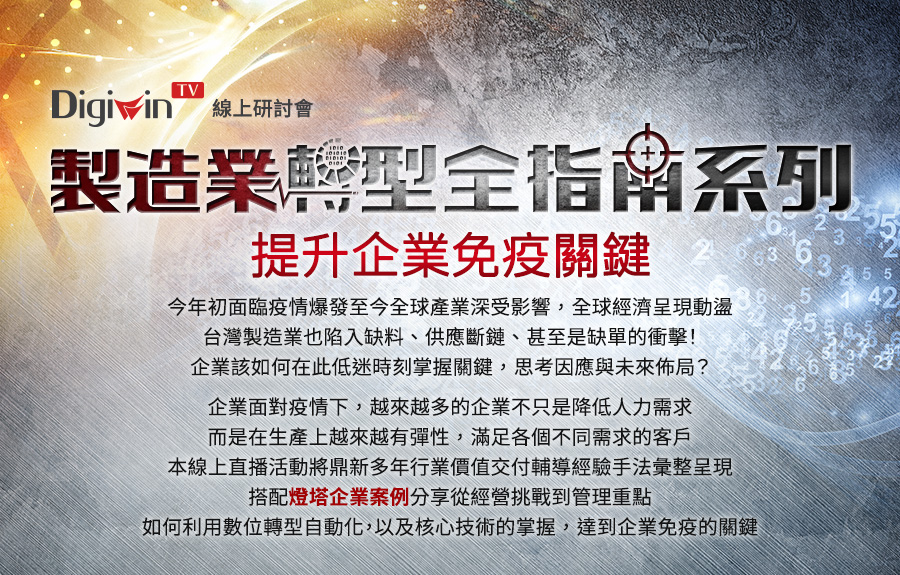 Digiwin TV 線上研討會
製造業轉型全指南系列
提升企業免疫關鍵
今年初面臨疫情爆發至今全球產業深受影響，全球經濟呈現動盪
台灣製造業也陷入缺料、供應斷鏈、甚至是缺單的衝擊!
企業該如何在此低迷時刻掌握關鍵，思考因應與未來佈局?
企業面對疫情下，越來越多的企業不只是降低人力需求
而是在生產上越來越有彈性，滿足各個不同需求的客戶
本線上直播活動將鼎新多年行業價值交付輔導經驗手法彙整呈現
搭配燈塔企業案例分享從經營挑戰到管理重點
如何利用數位轉型自動化，以及核心技術的掌握，達到企業免疫的關鍵